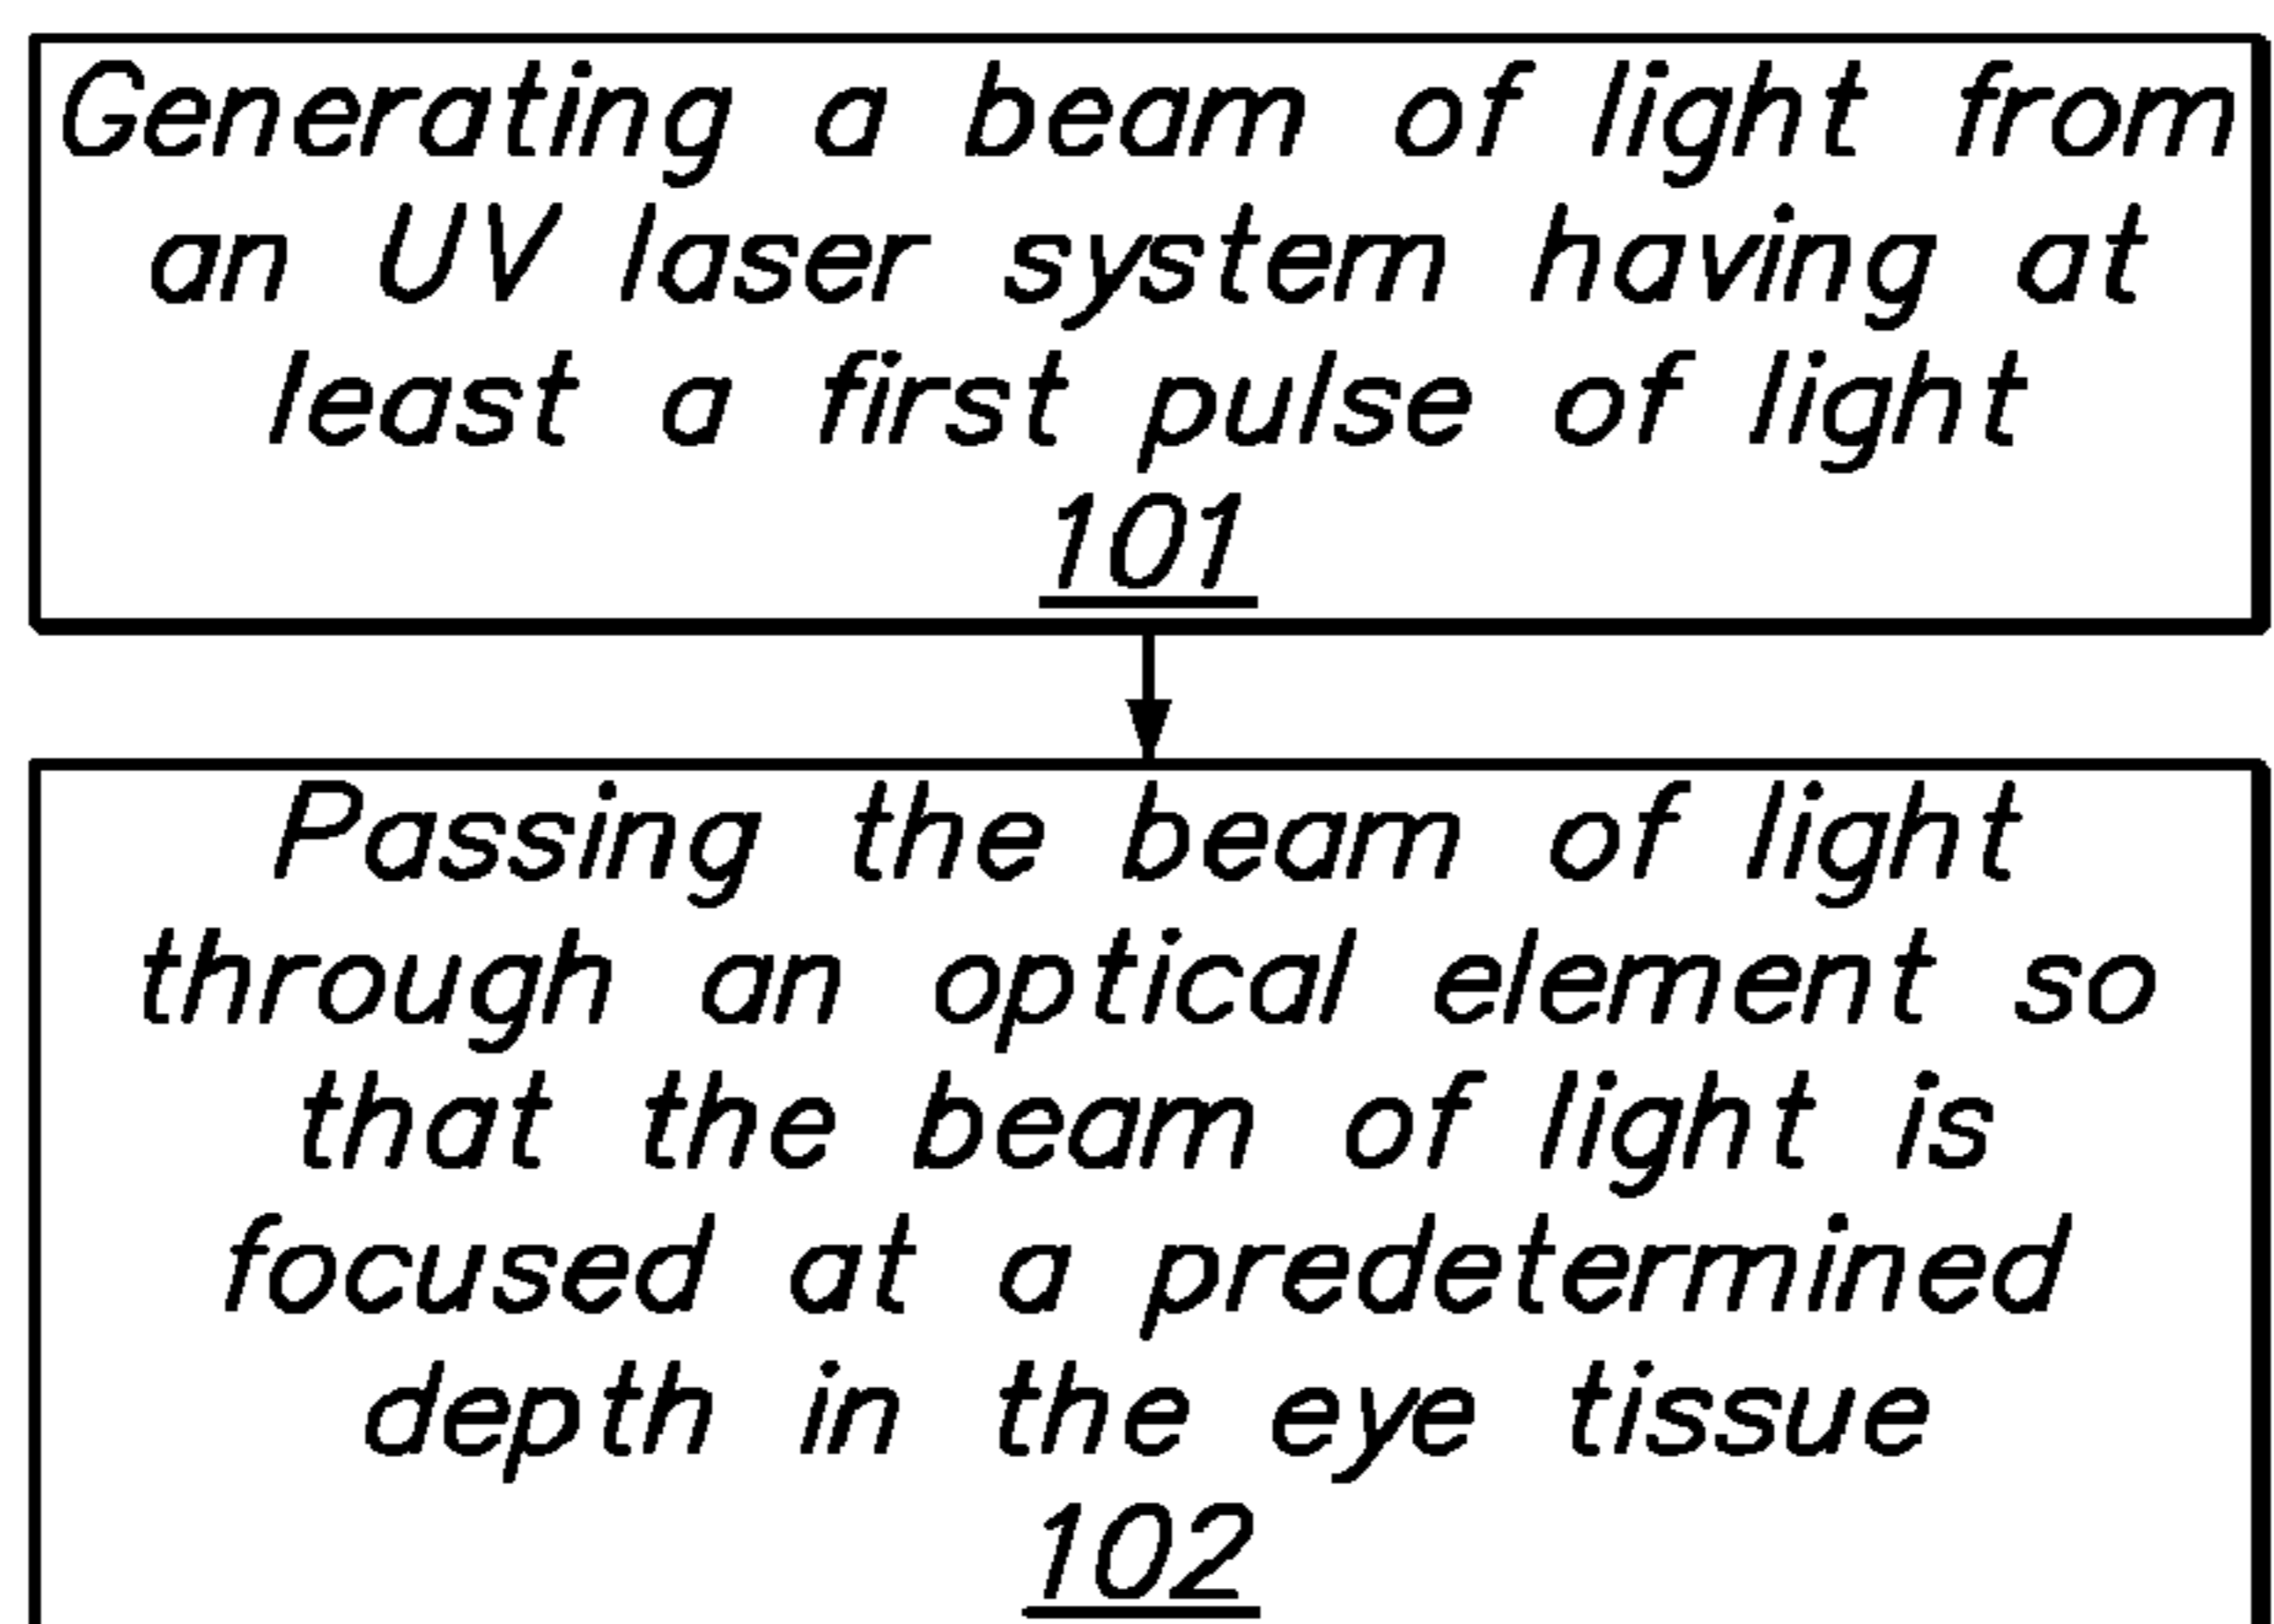 Generating a beam of light from
an UV laser system having at
least a first pulse of light
101
Passing the beam of light
through an optical element so
that the beam of light is
focused at a predetermined
depth in the eye tissue
102